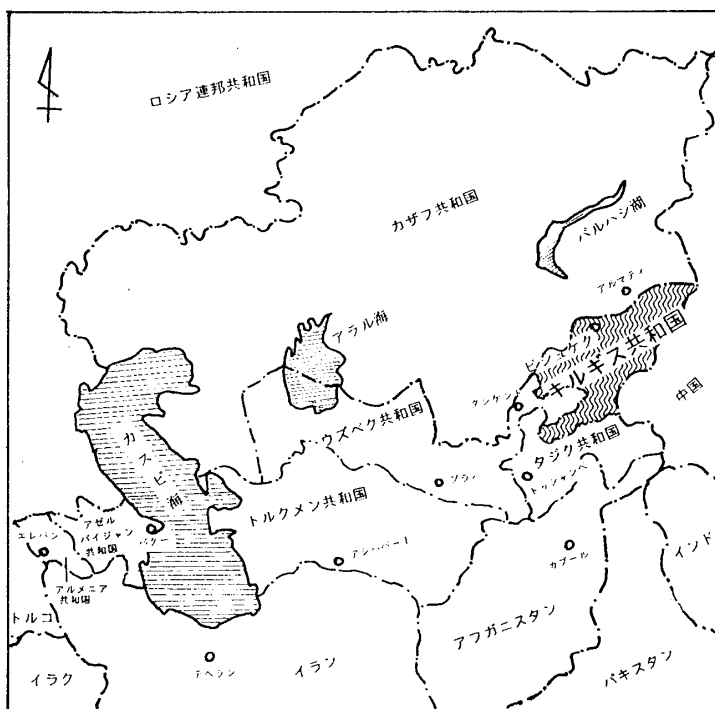 ロシア連邦共和国
カザフ共和国
バルハシ湖
アルマティ
アラル海
ビシュケク
キルギス共和国
タシケント
中国
カスピ海
ウズベク共和国
タジク共和国
ドゥシャンベ
トルクメン共和国
アゼル
バイジャン
共和国
エレバン
バクー
アシハバート
カブール
インド
アルメニア
共和国
トルコ
アフガニスタン
イラク
テヘラン
イラン
パキスタン